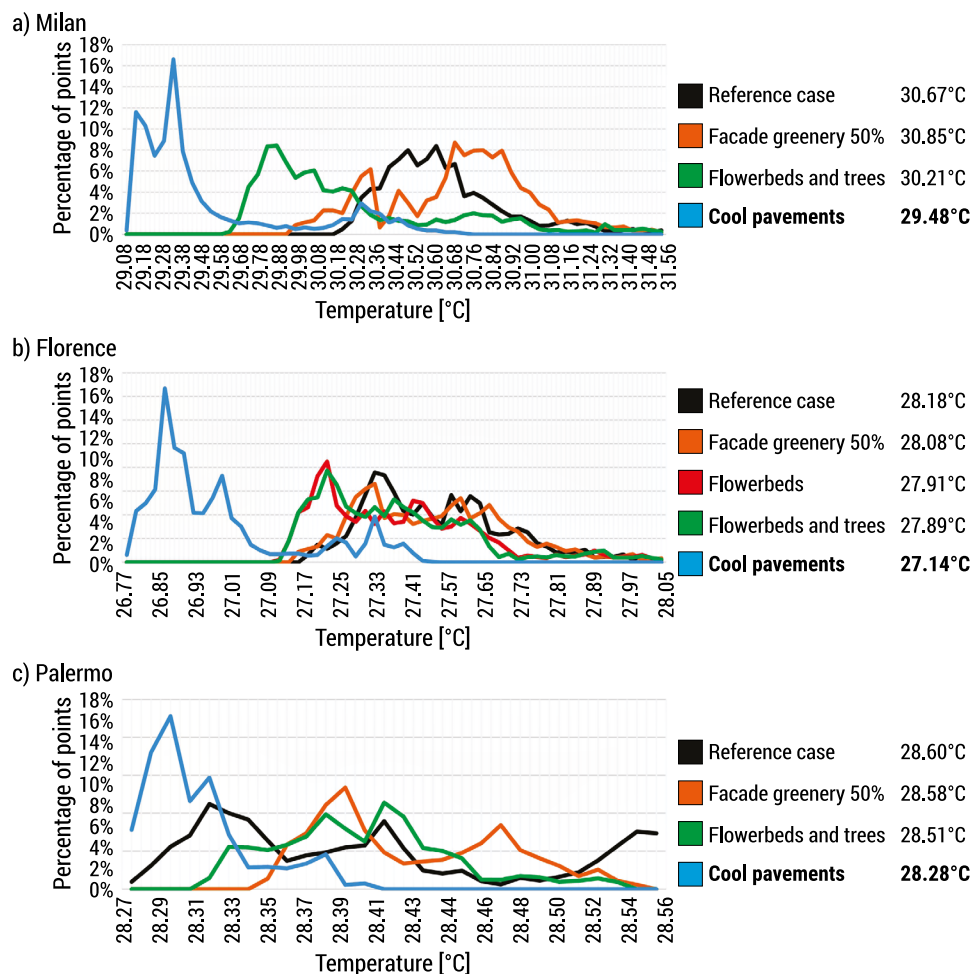 a) Milan
Percentage of points
18%
16%
14%
12%
10%
8%
6%
4%
2%
0%
29.08 29.18 29.28 29.38 29.48 29.58 29.68 29.78 29.88 29.98 30.08 30.18 30.28 30.36 30.44 30.52 30.60 30.68 30.76 30.84 30.92 31.00 31.08 31.16 31.24 31.32 31.40 31.48 31.56
Temperature [°C]
Reference case 30.67°C
Facade greenery 50% 30.85°C
Flowerbeds and trees 30.21°C
Cool pavements 29.48°C
b) Florence
Percentage of points
18%
16%
14%
12%
10%
8%
6%
4%
2%
0%
26.77 26.85 26.93 27.01 27.09 27.17 27.25 27.33 27.41 27.57 27.65 27.73 27.81 27.89 27.97 28.05
Temperature [°C]
Reference case 28.18°C
Facade greenery 50% 28.08°C
Flowerbeds 27.91°C
Flowerbeds and trees 27.89°C
Cool pavements 27.14°C
c) Palermo
Percentage of points
18%
16%
14%
12%
10%
8%
6%
4%
2%
0%
28.27 28.29 28.31 28.33 28.35 28.37 28.39 28.41 28.43 28.44 28.46 28.48 28.50 28.52 28.54 28.56
Temperature [°C]
Reference case 28.60°C
Facade greenery 50% 28.58°C
Flowerbeds and trees 28.51°C
Cool pavements 28.28°C